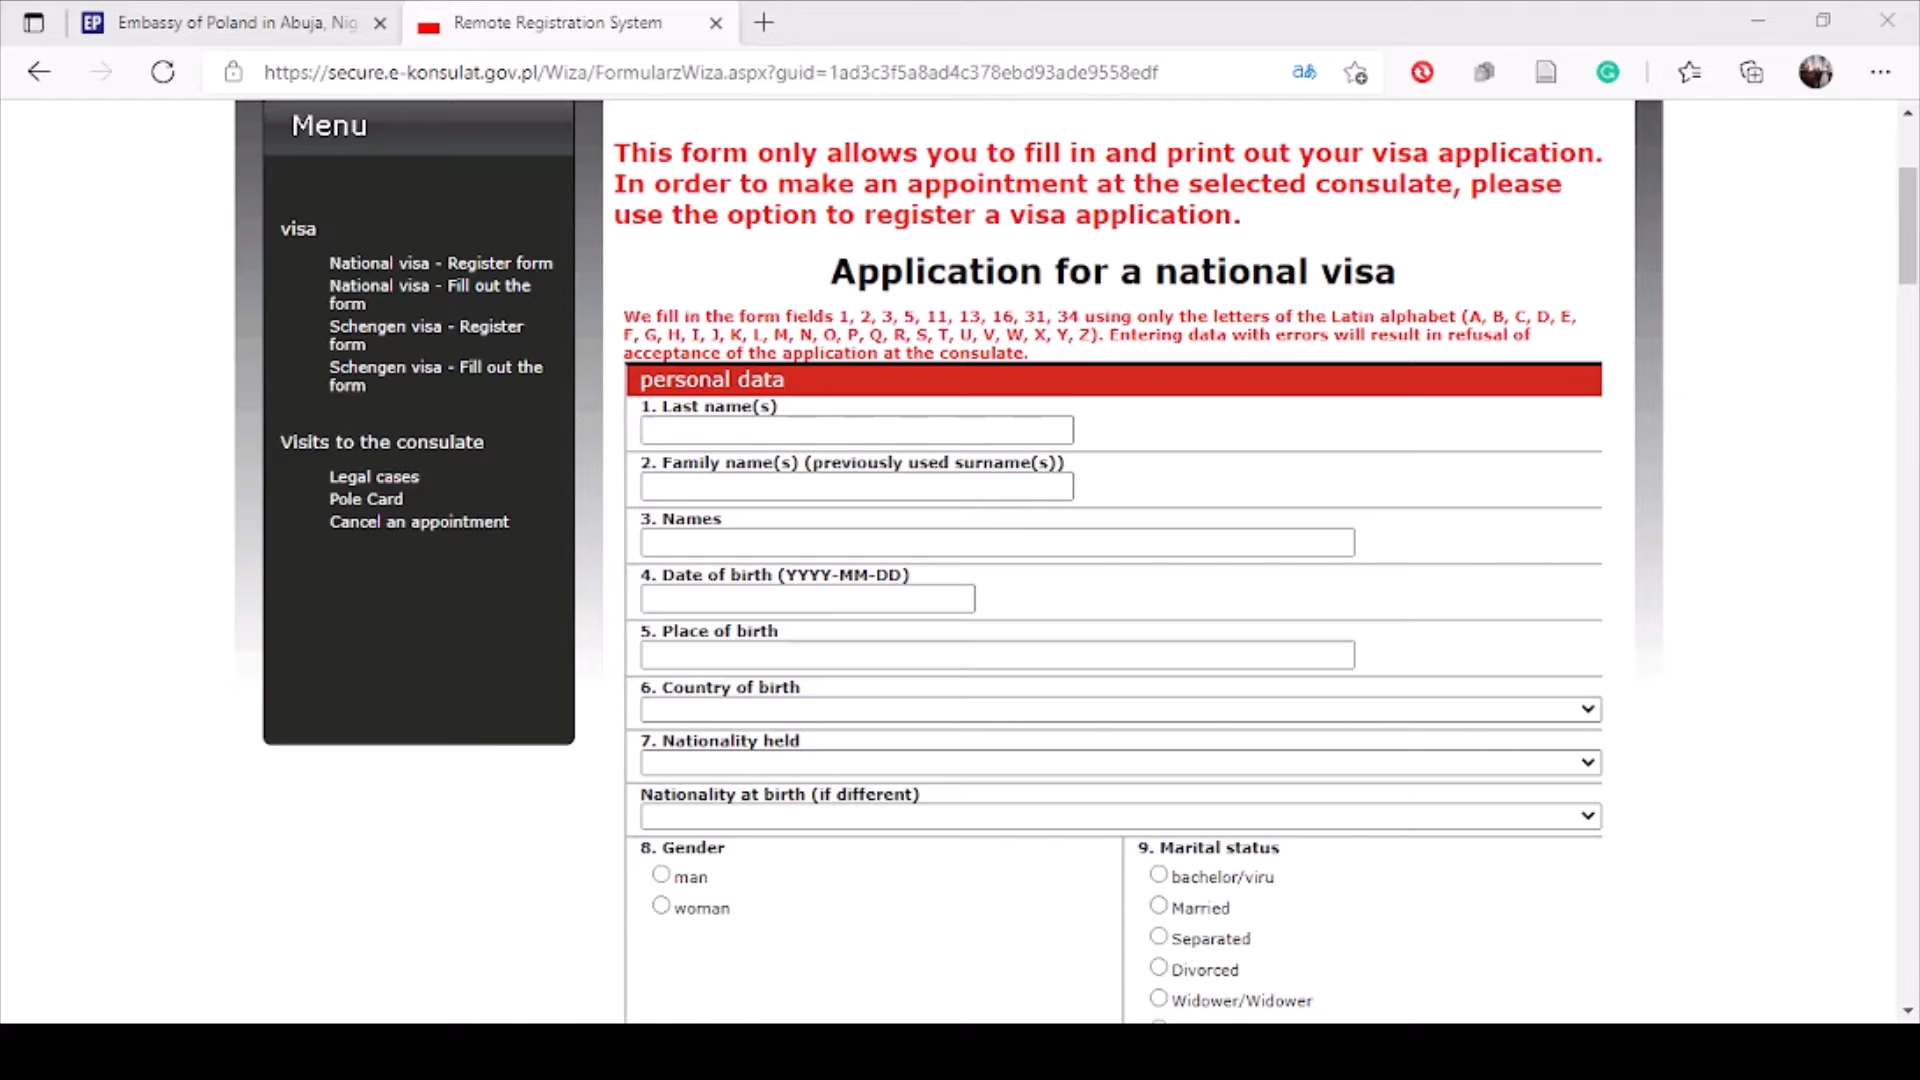 Embassy of Poland in Abuja, Nig
Remote Registration System
https://secure.e-konsulat.gov.pl/Wiza/FormularzWiza.aspx?guid=1ad3c3f5a8ad4c378ebd93ade9558edf
Menu
visa
National visa - Register form
National visa - Fill out the
form
Schengen visa - Register
form
Schengen visa - Fill out the
form
Visits to the consulate
Legal cases
Pole Card
Cancel an appointment
This form only allows you to fill in and print out your visa application.
In order to make an appointment at the selected consulate, please
use the option to register a visa application.
Application for a national visa
We fill in the form fields 1, 2, 3, 5, 11, 13, 16, 31, 34 using only the letters of the Latin alphabet (A, B, C, D, E,
F, G, H, I, J, K, L, M, N, O, P, Q, R, S, T, U, V, W, X, Y, Z). Entering data with errors will result in refusal of
acceptance of the application at the consulate.
personal data
1. Last name(s)
2. Family name(s) (previously used surname(s))
3. Names
4. Date of birth (YYYY-MM-DD)
5. Place of birth
6. Country of birth
7. Nationality held
Nationality at birth (if different)
8. Gender
man
woman
9. Marital status
bachelor/viru
Married
Separated
Divorced
Widower/Widower